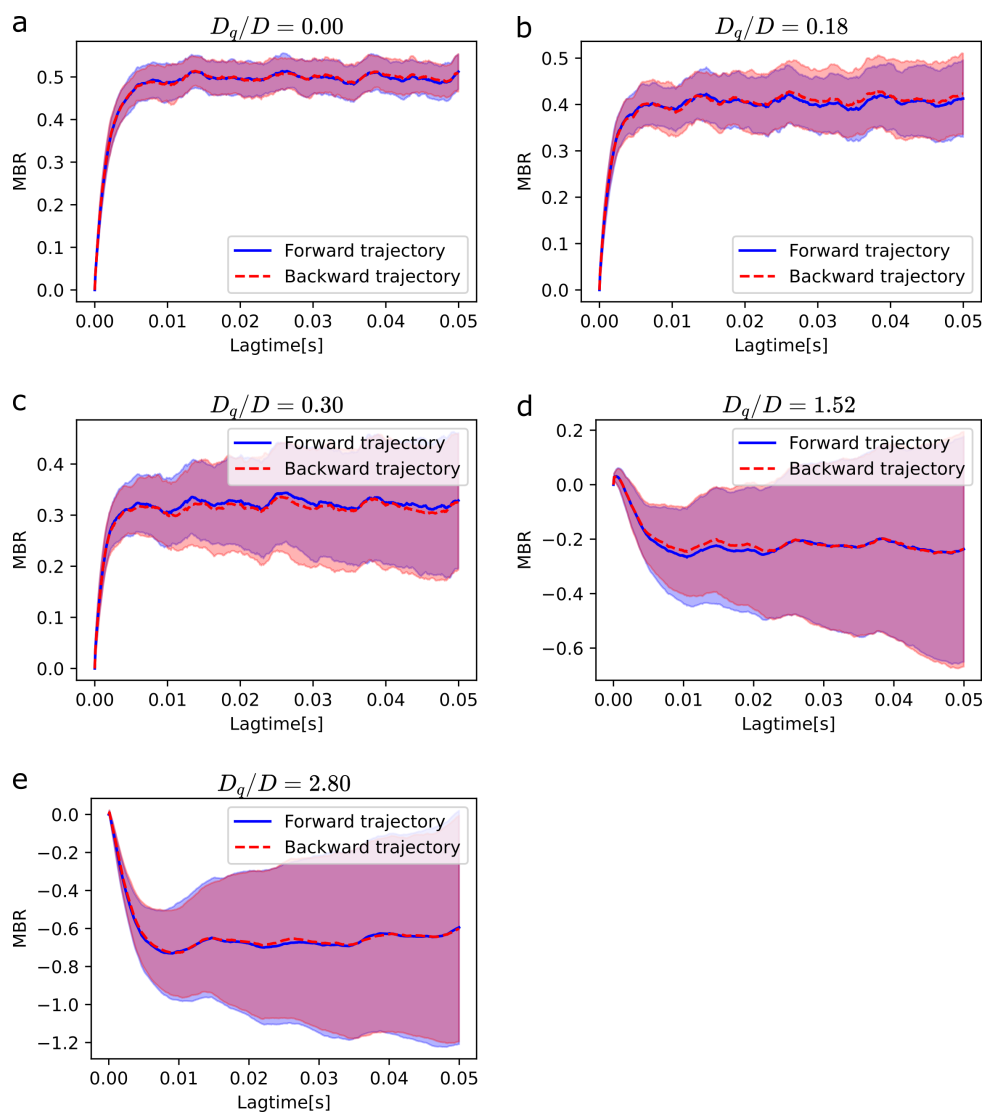 a
D_q/D = 0.00
MBR
0.5
0.4
0.3
0.2
0.1
0.0
Forward trajectory
Backward trajectory
0.00 0.01 0.02 0.03 0.04 0.05
Lagtime[s]
b
D_q/D = 0.18
MBR
0.5
0.4
0.3
0.2
0.1
0.0
Forward trajectory
Backward trajectory
0.00 0.01 0.02 0.03 0.04 0.05
Lagtime[s]
c
D_q/D = 0.30
MBR
0.4
0.3
0.2
0.1
0.0
Forward trajectory
Backward trajectory
0.00 0.01 0.02 0.03 0.04 0.05
Lagtime[s]
d
D_q/D = 1.52
MBR
0.2
0.0
−0.2
−0.4
−0.6
Forward trajectory
Backward trajectory
0.00 0.01 0.02 0.03 0.04 0.05
Lagtime[s]
e
D_q/D = 2.80
MBR
0.0
−0.2
−0.4
−0.6
−0.8
−1.0
−1.2
Forward trajectory
Backward trajectory
0.00 0.01 0.02 0.03 0.04 0.05
Lagtime[s]